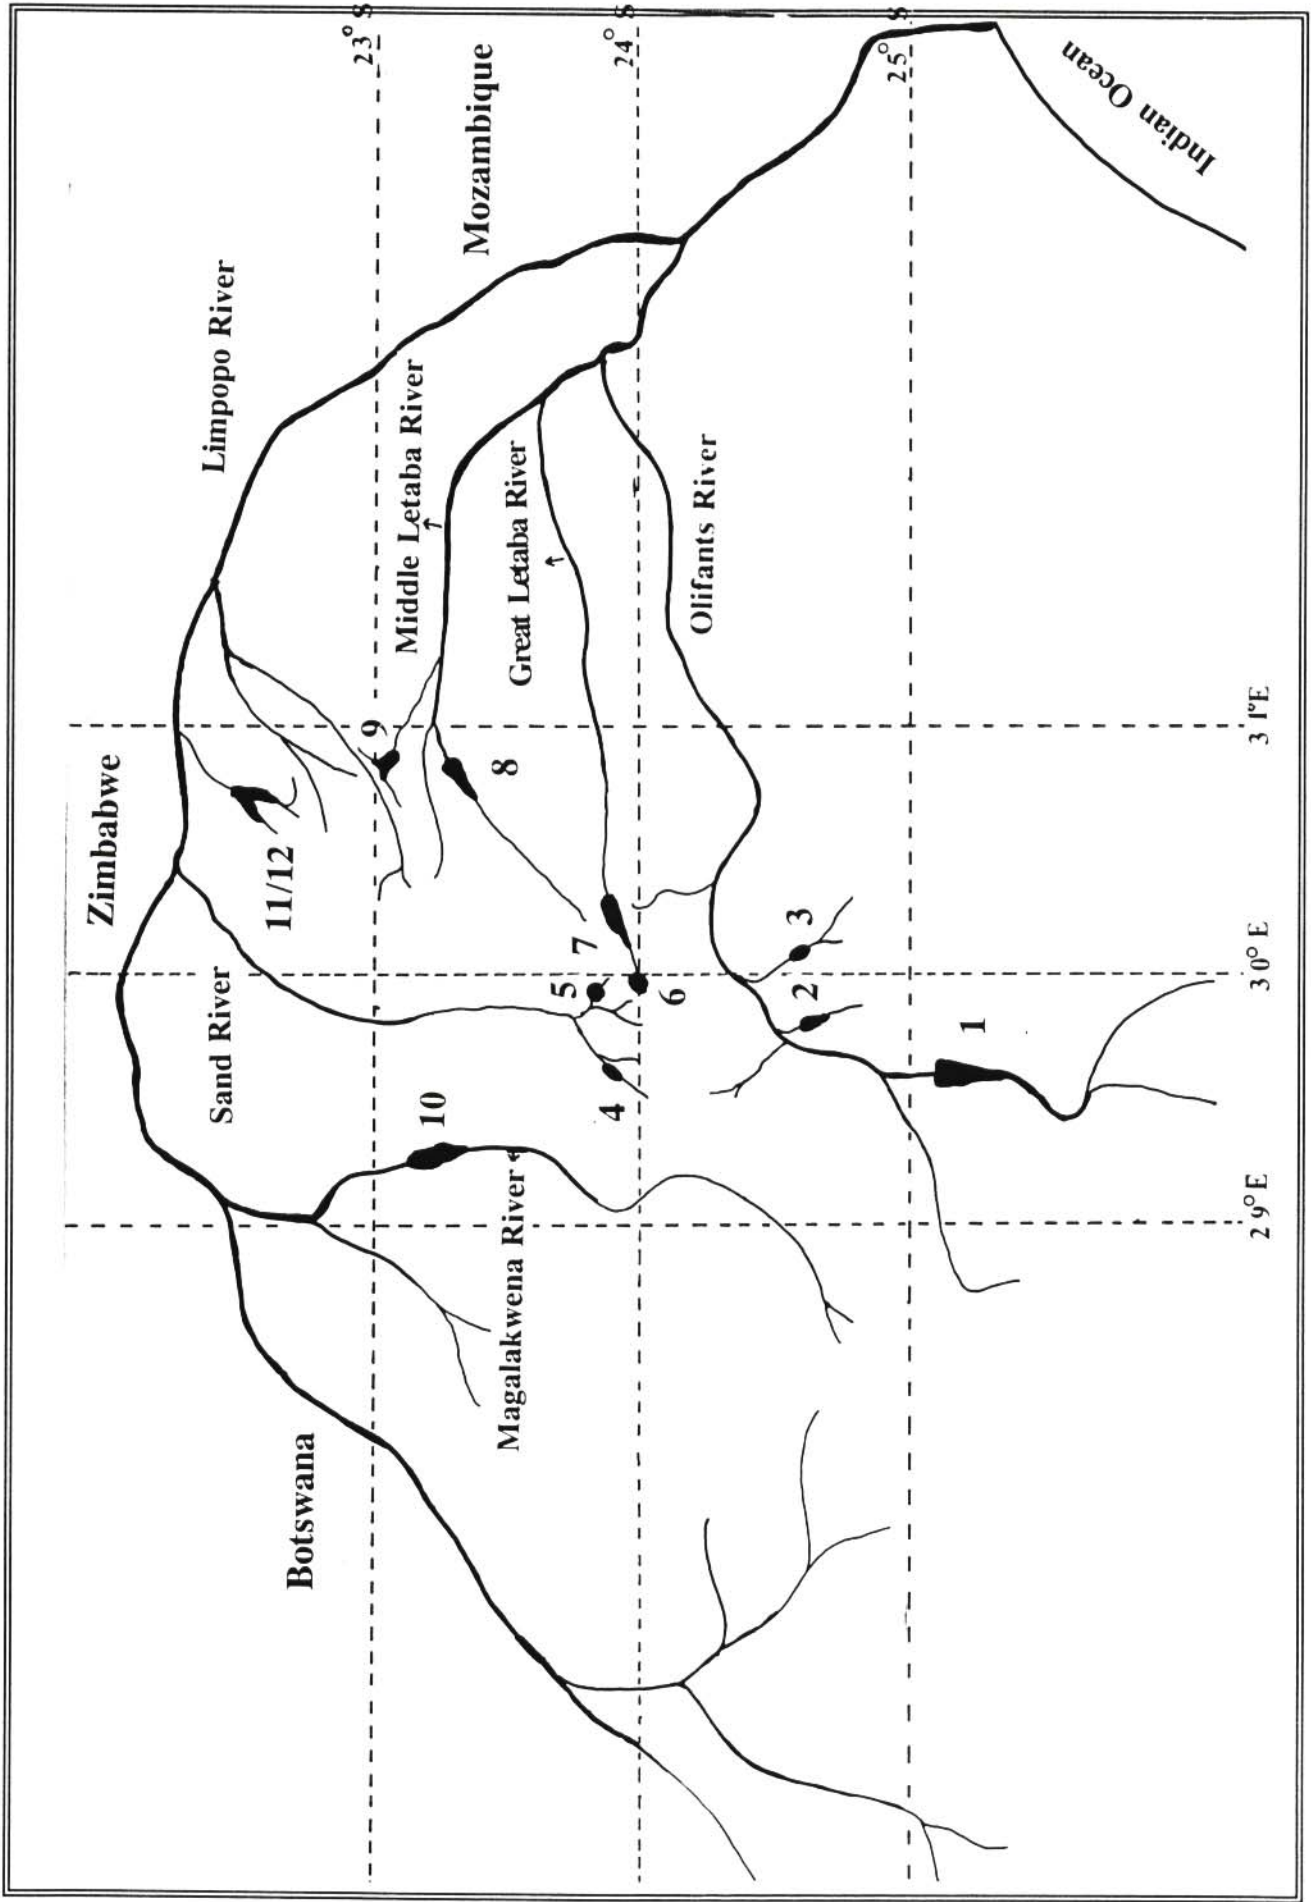 Zimbabwe
Limpopo River
Sand River
11/12
Botswana
23°S
9
Middle Letaba River
10
Mozambique
8
Magalakwena River
Great Letaba River
5
7
4
24°S
6
Olifants River
3
2
25°S
1
Indian Ocean
29°E
30°E
31°E